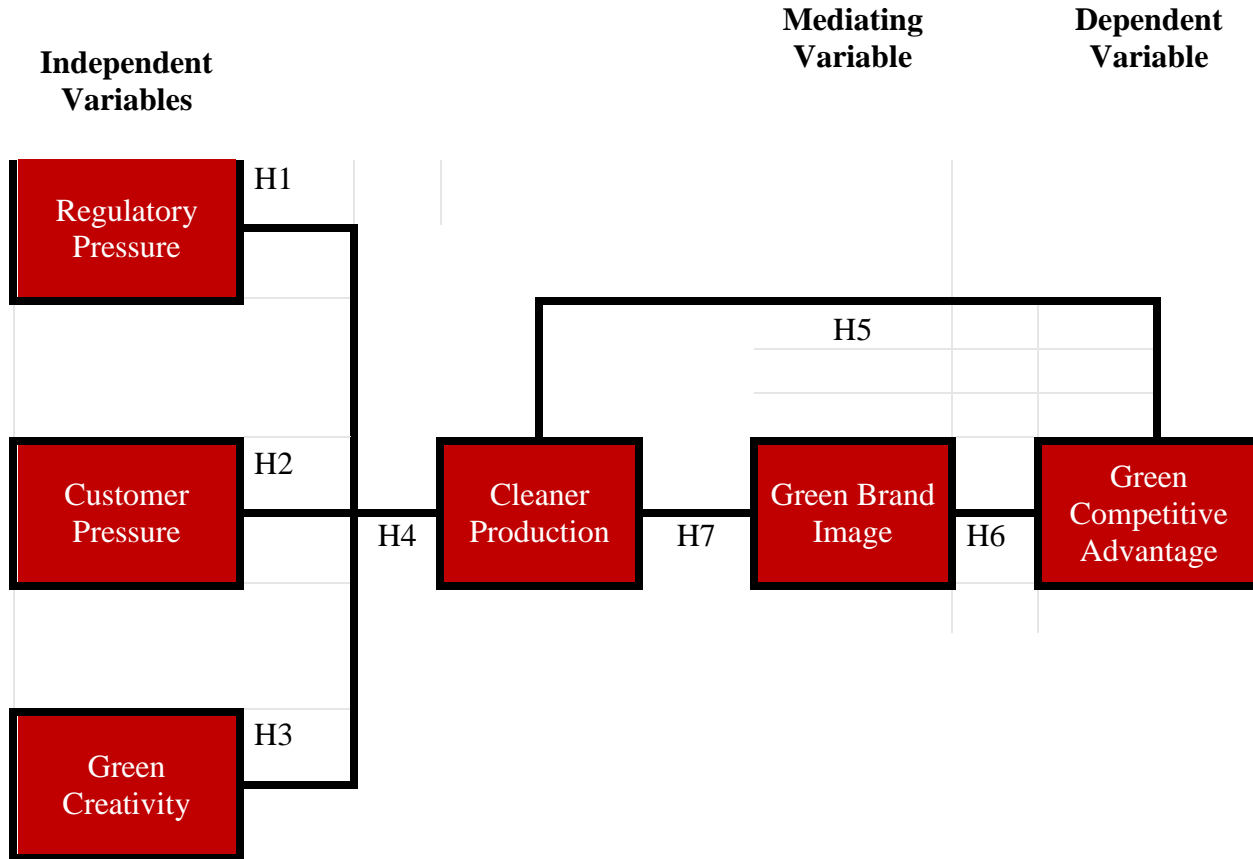 Mediating
Variable
Dependent
Variable
Independent
Variables
H1
Regulatory
Pressure
H5
H2
Customer
Pressure
Cleaner
Production
Green Brand
Image
Green
Competitive
Advantage
H4
H7
H6
H3
Green
Creativity